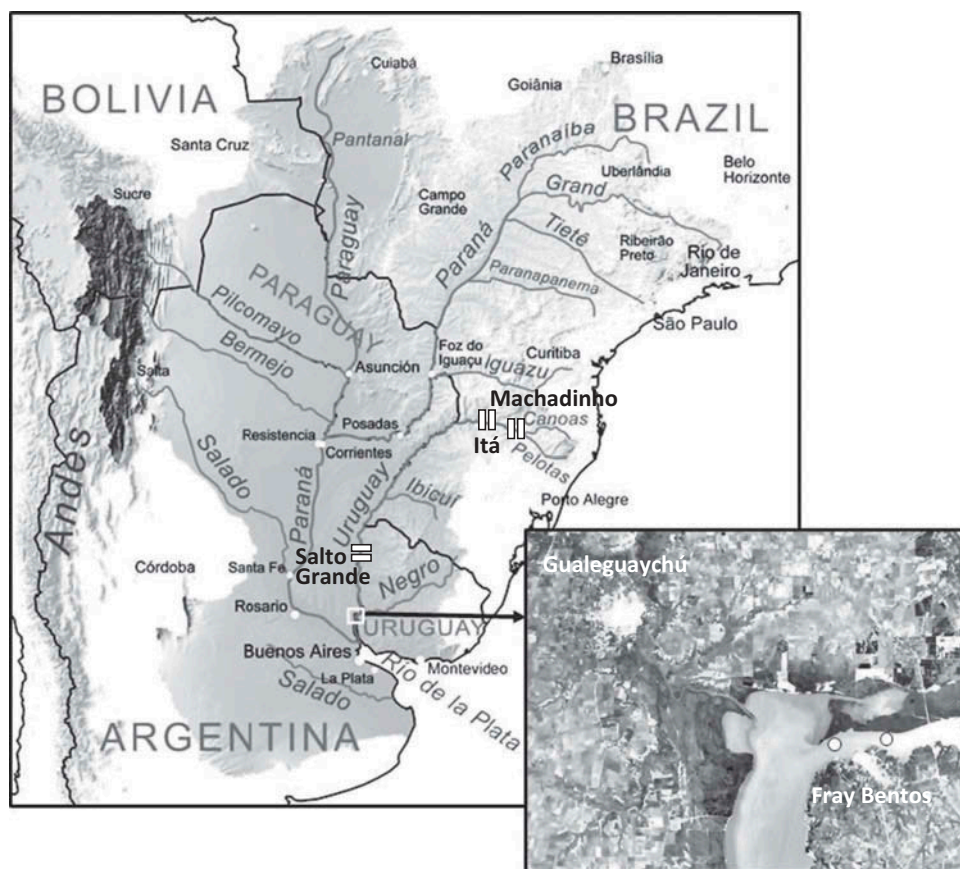 Cuiabá
Brasília
Goiânia
BOLIVIA
BRAZIL
Pantanal
Santa Cruz
Paranaíba
Uberlândia
Belo
Horizonte
Sucre
Campo
Grande
Grand
Paraguay
Paraná
Tietê
Ribeirão
Preto
Río de
Janeiro
Paranapanema
PARAGUAY
São Paulo
Pilcomayo
Bermejo
Foz do
Iguaçu
Curitiba
Asunción
Iguazu
Salta
Machadinho
Posadas
Canoas
Resistencia
Corrientes
Itá
Pelotas
Andes
Salado
Paraná
Uruguay
Ibicuí
Porto Alegre
Salto
Grande
Córdoba
Santa Fe
Negro
Gualeguaychú
Rosario
URUGUAY
Buenos Aires
Montevideo
La Plata
Río de la Plata
Salado
ARGENTINA
Fray Bentos